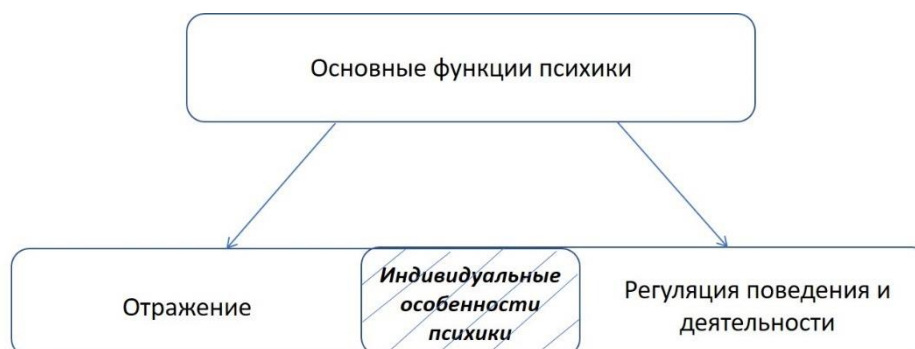 Основные функции психики
Отражение
Индивидуальные
особенности
психики
Регуляция поведения и
деятельности